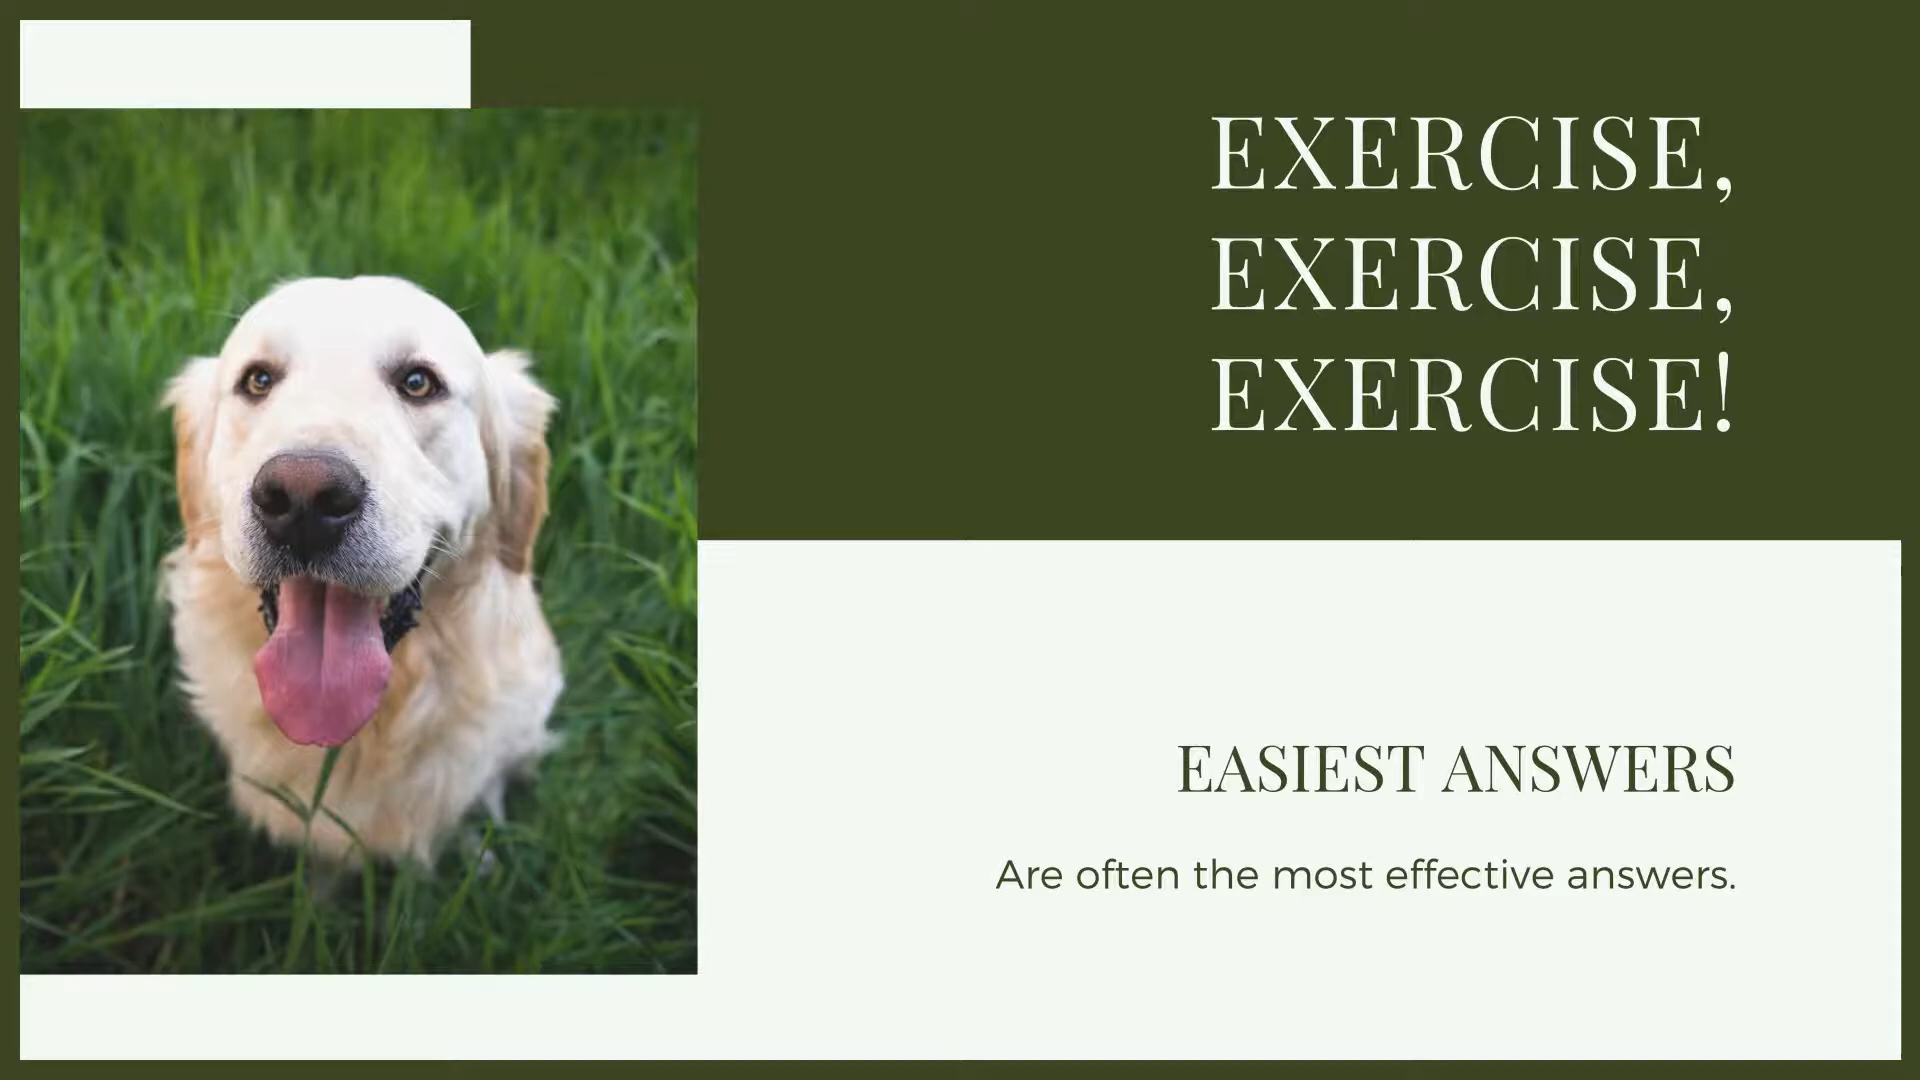 EXERCISE,
EXERCISE,
EXERCISE!
EASIEST ANSWERS
Are often the most effective answers.